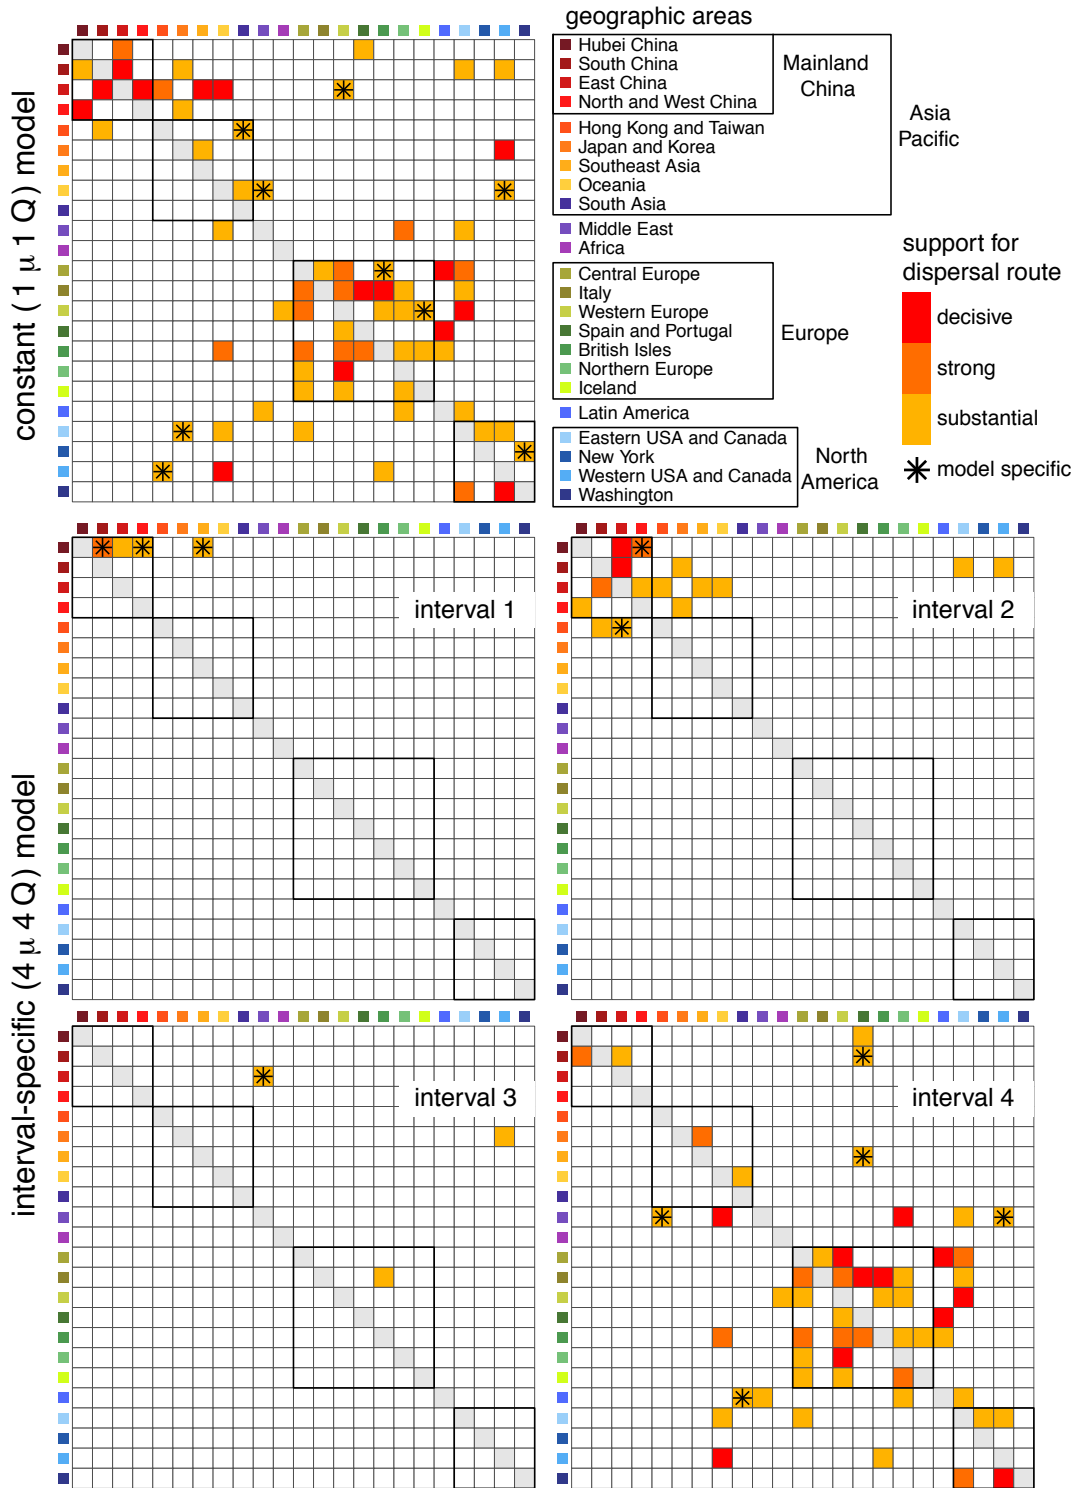 constant ( 1 μ 1 Q ) model
geographic areas
Hubei China
South China
East China
North and West China
Mainland
China
Hong Kong and Taiwan
Japan and Korea
Southeast Asia
Oceania
South Asia
Asia
Pacific
Middle East
Africa
Central Europe
Italy
Western Europe
Spain and Portugal
British Isles
Northern Europe
Iceland
Europe
Latin America
Eastern USA and Canada
New York
Western USA and Canada
Washington
North
America
support for
dispersal route
decisive
strong
substantial
model specific
interval-specific (4 μ 4 Q ) model
interval 1
interval 2
interval 3
interval 4